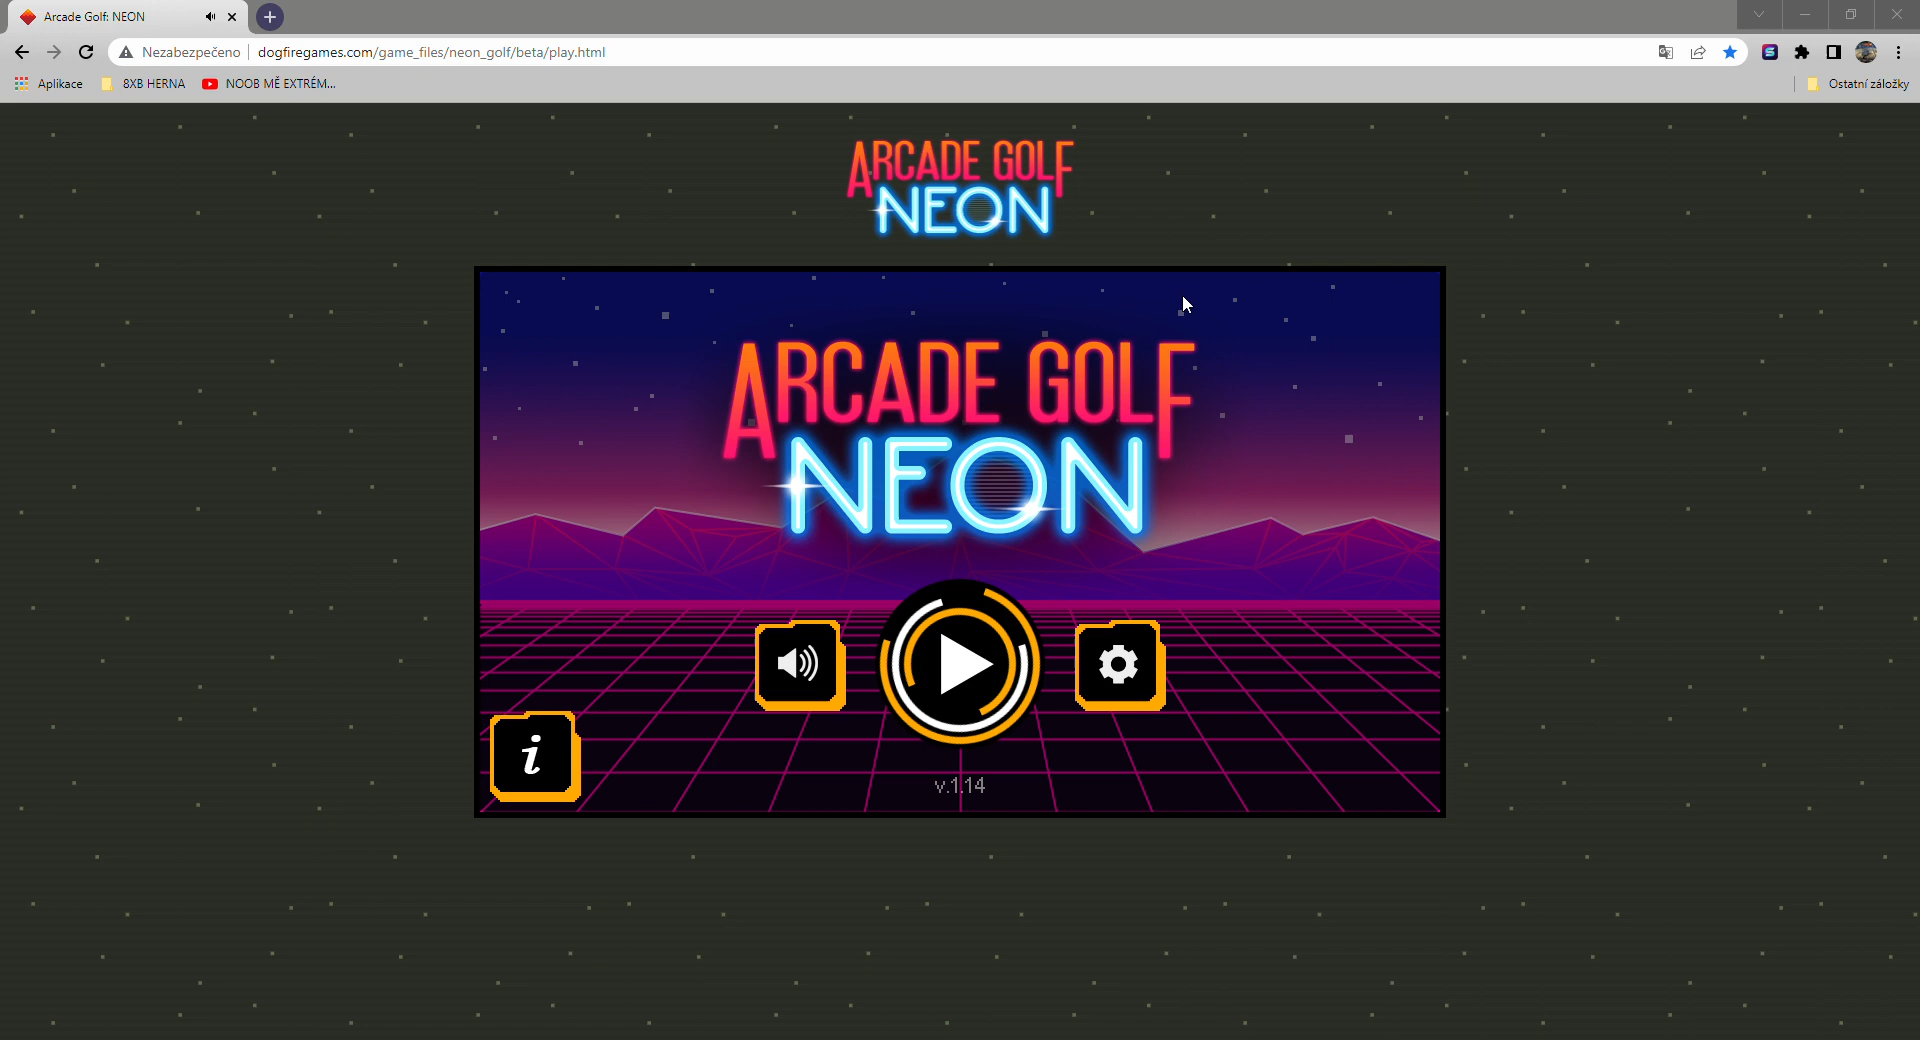 Arcade Golf: NEON
Nezabezpečeno
dogfiregames.com/game_files/neon_golf/beta/play.html
Aplikace
8XB HERNA
NOOB MĚ EXTRÉM...
Ostatní záložky
ARCADE GOLF
NEON
ARCADE GOLF
NEON
i
v.1.14